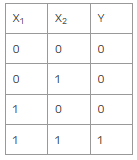 X₁ X₂ Y
0 0 0
0 1 0
1 0 0
1 1 1